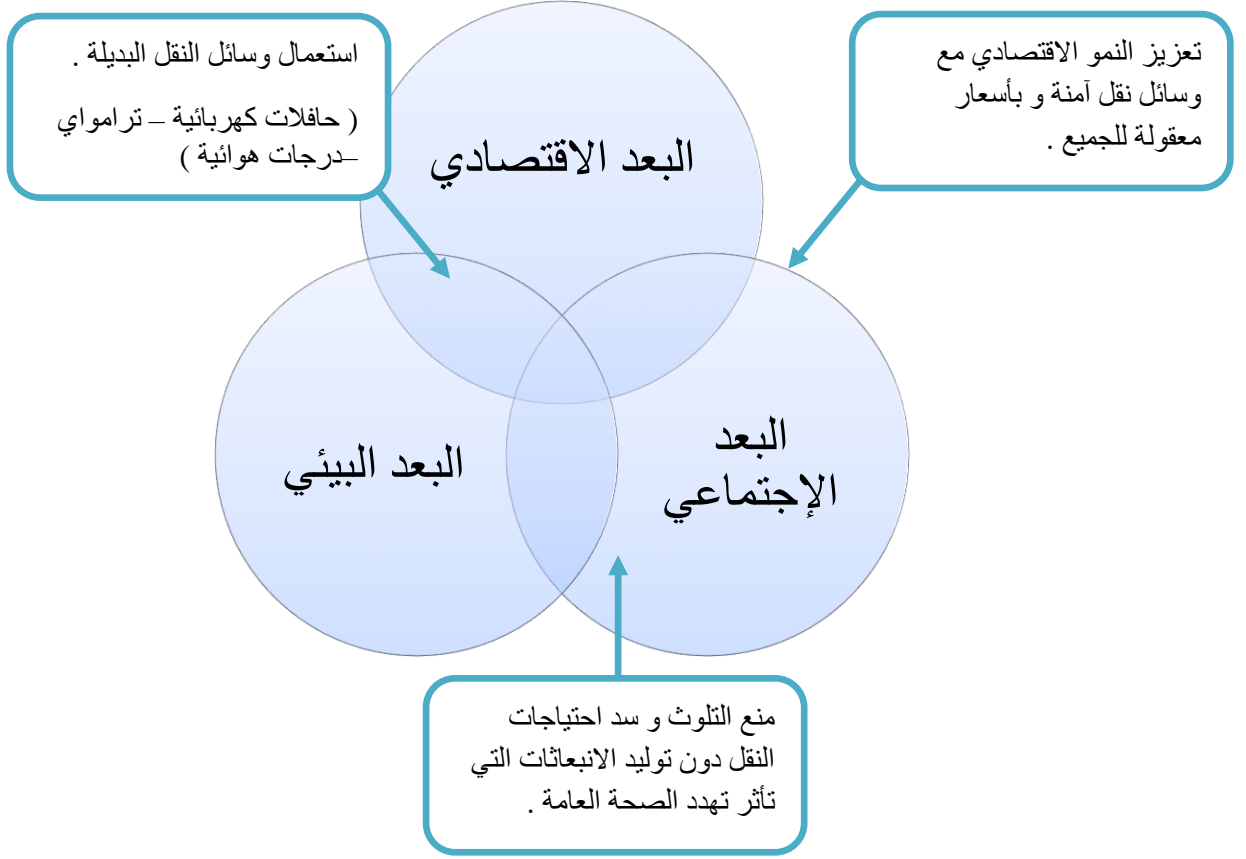 تعزيز النمو الاقتصادي مع
وسائل نقل آمنة و بأسعار
معقولة للجميع .
استعمال وسائل النقل البديلة .
( حافلات كهربائية – ترامواي
–درجات هوائية )
البعد الاقتصادي
البعد
الإجتماعي
البعد البيئي
منع التلوث و سد احتياجات
النقل دون توليد الانبعاثات التي
تأثر تهدد الصحة العامة .